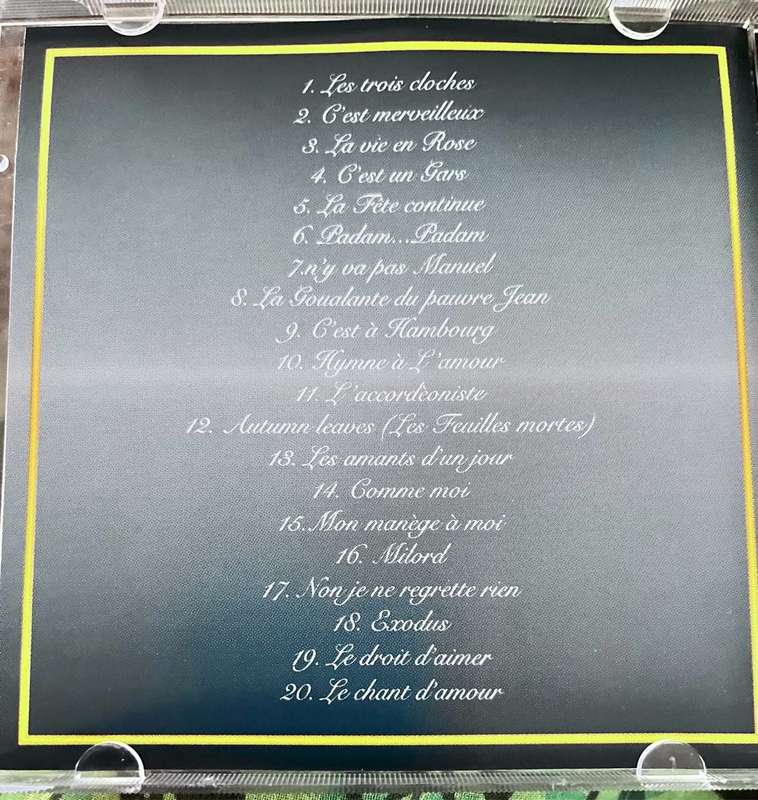 1. Les trois cloches
2. C'est merveilleux
3. La vie en Rose
4. C'est un Gars
5. La Fête continue
6. Padam...Padam
7.n'y va pas Manuel
8. La Goualante du pauvre Jean
9. C'est à Hambourg
10. Hymne à L'amour
11. L'accordèoniste
12. Autumn leaves (Les Feuilles mortes)
13. Les amants d'un jour
14. Comme moi
15.Mon manège à moi
16. Milord
17. Non je ne regrette rien
18. Exodus
19. Le droit d'aimer
20. Le chant d'amour